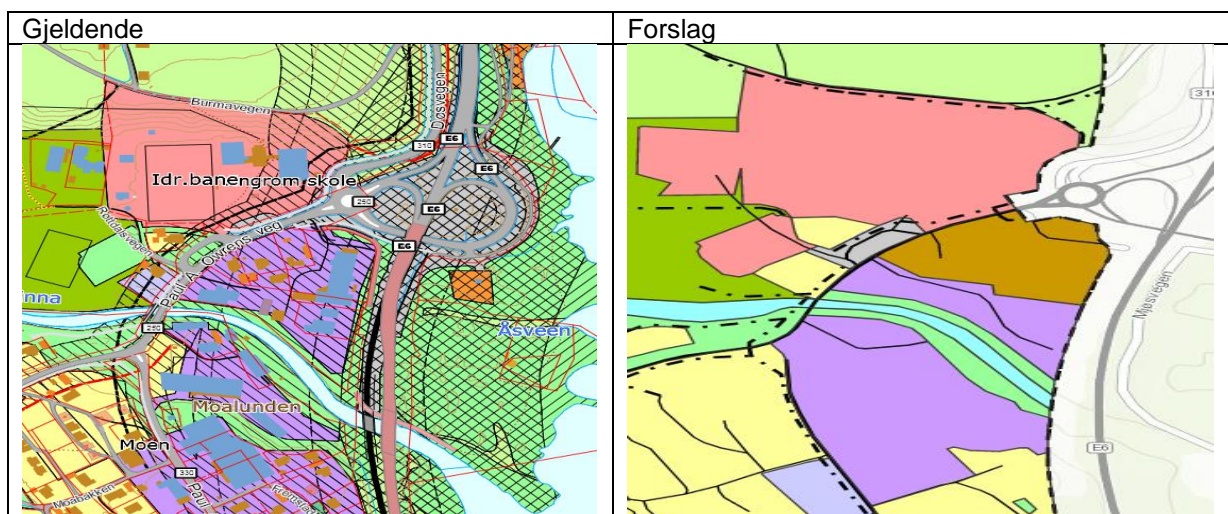 Gjeldende
Forslag
Burmavegen
Døsvegen
310
E6
E6
Idr.banengrom skole
250
E6
E6
Paul A. Owrens veg
inna
250
Åsveen
Moalunden
Moen
330
Paul
Moabakken
310
Mjøsvegen
E6